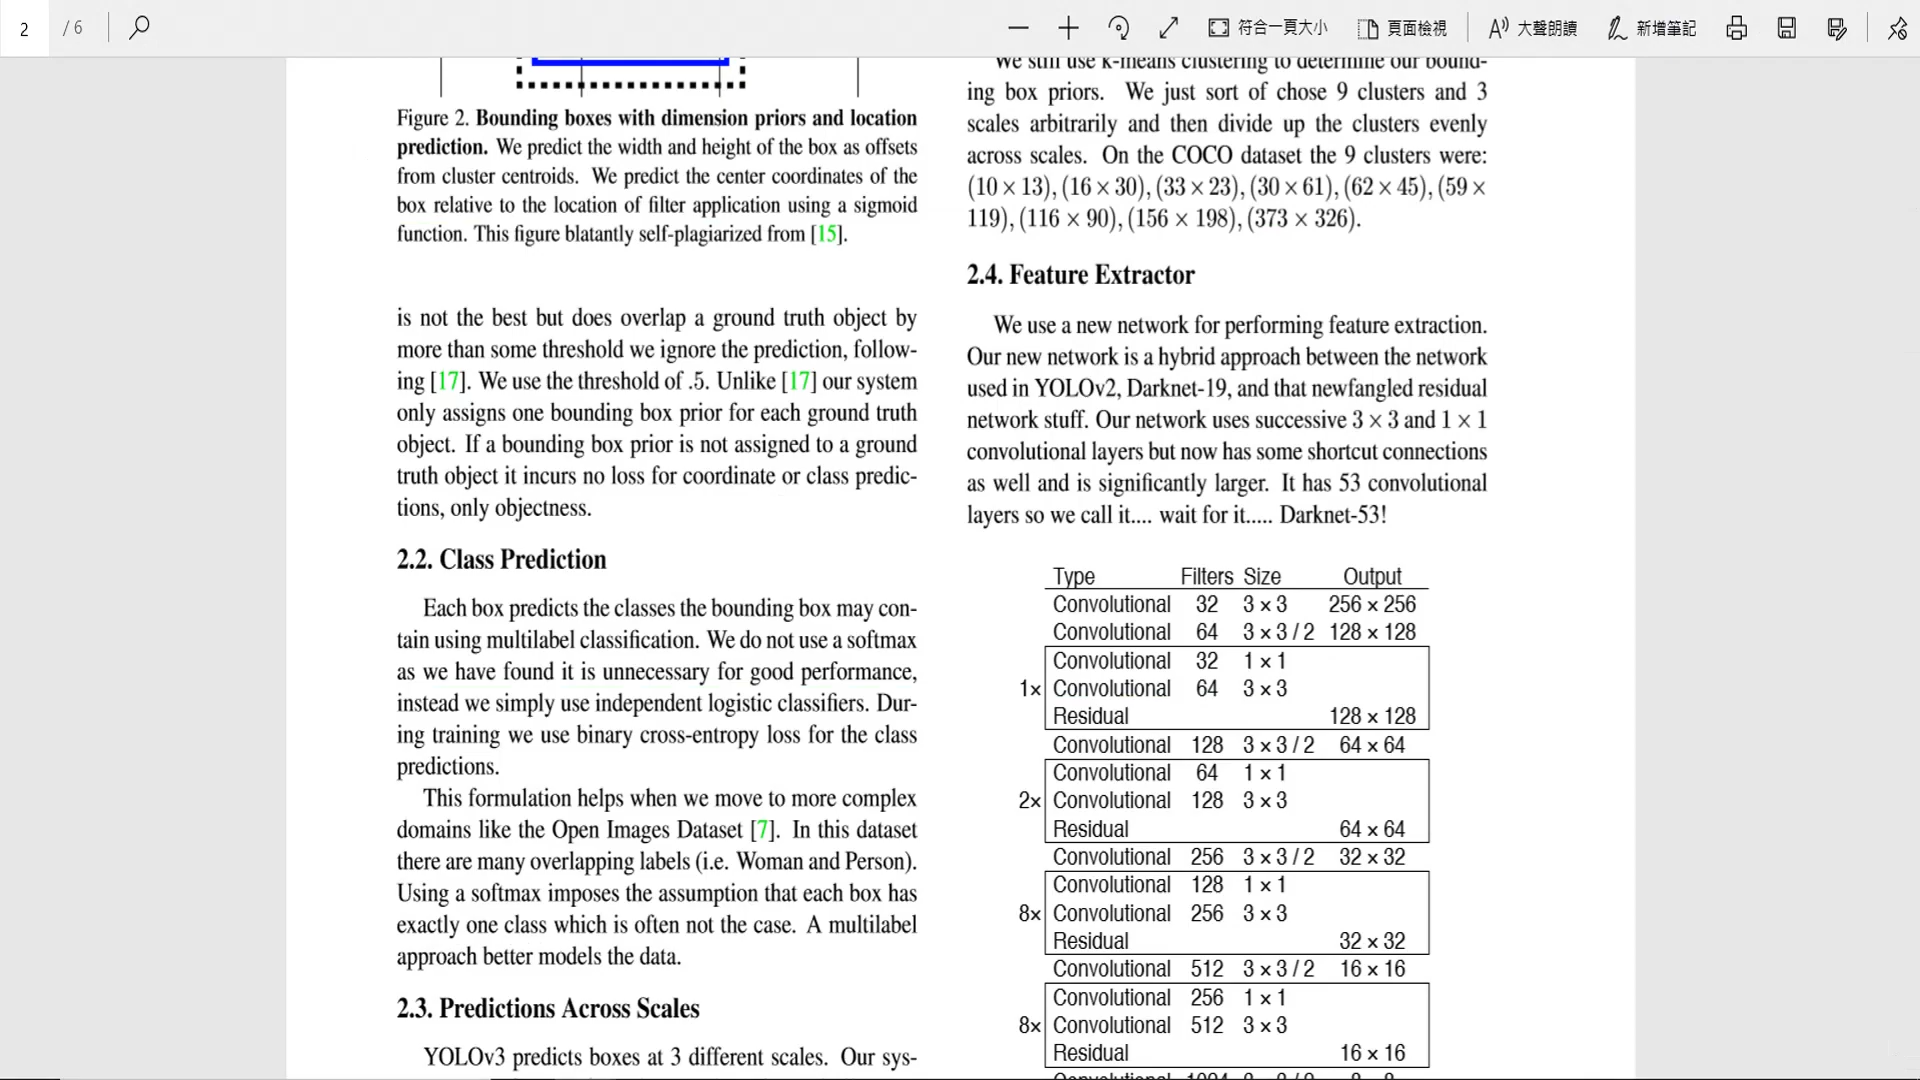 2 / 6 符合一頁大小 頁面檢視 大聲朗讀 新增筆記
Figure 2. Bounding boxes with dimension priors and location
prediction. We predict the width and height of the box as offsets
from cluster centroids. We predict the center coordinates of the
box relative to the location of filter application using a sigmoid
function. This figure blatantly self-plagiarized from [15].
is not the best but does overlap a ground truth object by
more than some threshold we ignore the prediction, follow-
ing [17]. We use the threshold of .5. Unlike [17] our system
only assigns one bounding box prior for each ground truth
object. If a bounding box prior is not assigned to a ground
truth object it incurs no loss for coordinate or class predic-
tions, only objectness.
2.2. Class Prediction
Each box predicts the classes the bounding box may con-
tain using multilabel classification. We do not use a softmax
as we have found it is unnecessary for good performance,
instead we simply use independent logistic classifiers. Dur-
ing training we use binary cross-entropy loss for the class
predictions.
This formulation helps when we move to more complex
domains like the Open Images Dataset [7]. In this dataset
there are many overlapping labels (i.e. Woman and Person).
Using a softmax imposes the assumption that each box has
exactly one class which is often not the case. A multilabel
approach better models the data.
2.3. Predictions Across Scales
YOLOv3 predicts boxes at 3 different scales. Our sys-
We still use k-means clustering to determine our bound-
ing box priors. We just sort of chose 9 clusters and 3
scales arbitrarily and then divide up the clusters evenly
across scales. On the COCO dataset the 9 clusters were:
(10 × 13), (16 × 30), (33 × 23), (30 × 61), (62 × 45), (59 ×
119), (116 × 90), (156 × 198), (373 × 326).
2.4. Feature Extractor
We use a new network for performing feature extraction.
Our new network is a hybrid approach between the network
used in YOLOv2, Darknet-19, and that newfangled residual
network stuff. Our network uses successive 3 × 3 and 1 × 1
convolutional layers but now has some shortcut connections
as well and is significantly larger. It has 53 convolutional
layers so we call it.... wait for it..... Darknet-53!
Type Filters Size Output
Convolutional 32 3 × 3 256 × 256
Convolutional 64 3 × 3 / 2 128 × 128
Convolutional 32 1 × 1
1× Convolutional 64 3 × 3
Residual 128 × 128
Convolutional 128 3 × 3 / 2 64 × 64
Convolutional 64 1 × 1
2× Convolutional 128 3 × 3
Residual 64 × 64
Convolutional 256 3 × 3 / 2 32 × 32
Convolutional 128 1 × 1
8× Convolutional 256 3 × 3
Residual 32 × 32
Convolutional 512 3 × 3 / 2 16 × 16
Convolutional 256 1 × 1
8× Convolutional 512 3 × 3
Residual 16 × 16